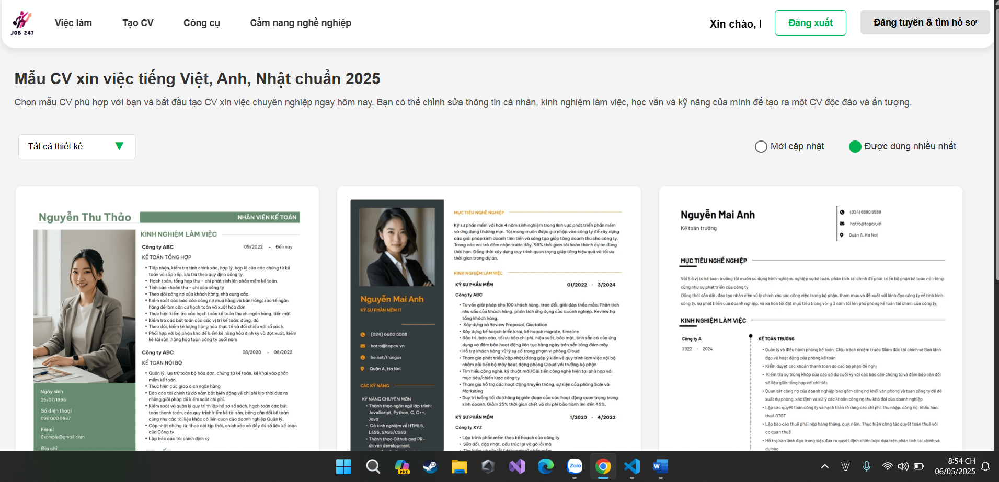 JOB 247
Việc làm
Tạo CV
Công cụ
Cẩm nang nghề nghiệp
Xin chào, l
Đăng xuất
Đăng tuyển & tìm hồ sơ
Mẫu CV xin việc tiếng Việt, Anh, Nhật chuẩn 2025
Chọn mẫu CV phù hợp với bạn và bắt đầu tạo CV xin việc chuyên nghiệp ngay hôm nay. Bạn có thể chỉnh sửa thông tin cá nhân, kinh nghiệm làm việc, học vấn và kỹ năng của mình để tạo ra một CV độc đáo và ấn tượng.
Tất cả thiết kế
Mới cập nhật
Được dùng nhiều nhất
Nguyễn Thu Thảo
NHÂN VIÊN KẾ TOÁN
KINH NGHIỆM LÀM VIỆC
Công ty ABC
09/2022 - Đến nay
KẾ TOÁN TỔNG HỢP
• Tiếp nhận, kiểm tra tính chính xác, hợp lý, hợp lệ của các chứng từ kế
toán và sắp xếp, lưu trữ theo quy định công ty.
• Hạch toán, tổng hợp thu - chi phát sinh lên phần mềm kế toán.
• Tính các khoản thu - chi của công ty
• Theo dõi công nợ của khách hàng, nhà cung cấp.
• Kiểm soát các báo cáo công nợ mua hàng và bán hàng; sao kê ngân
hàng để làm căn cứ hạch toán và xuất hóa đơn
• Thực hiện kiểm tra các hạch toán kế toán thu chi ngân hàng, tiền mặt
• Kiểm tra các bút toán của các vị trí kế toán: đúng, đủ
• Theo dõi, kiểm kê lượng hàng hóa thực tế và đối chiếu với sổ sách.
• Phối hợp với bộ phận kho để kiểm kê hàng hóa định kỳ và đột xuất, kiểm
kê tài sản, hàng hóa toàn công ty cuối năm
Công ty ABC
08/2020 - 08/2022
KẾ TOÁN NỘI BỘ
• Quản lý, lưu trữ toàn bộ hóa đơn, chứng từ kế toán, kê khai vào phần
mềm kế toán.
• Thực hiện các giao dịch ngân hàng
• Báo cáo tài chính từ đó nắm bắt biến động về chi phí kịp thời đưa ra
những giải pháp để kiểm soát chi phí.
• Kiểm soát và quản lý quy trình lập hồ sơ sổ sách, hạch toán các bút
toán thanh toán, các quy trình kiểm kê tài sản, bảng cân đối kế toán
cũng như các tài liệu khác có liên quan của doanh nghiệp Quản lý,
• Cập nhật chứng từ, theo dõi kịp thời, chính xác và đầy đủ số liệu kế toán
của Công ty
• Lập báo cáo tài chính định kỳ
Ngày sinh
25/07/1996
Số điện thoại
098 000 9987
Email
Example@gmail.com
Địa chỉ
Nguyễn Mai Anh
KỸ SƯ PHẦN MỀM IT
(024) 6680 5588
hotro@topcv.vn
be.net/trungus
Quận A, Hà Nội
CÁC KỸ NĂNG
KỸ NĂNG CHUYÊN MÔN
• Thành thạo ngôn ngữ lập trình:
JavaScript, Python, C, C++,
Java
• Có kinh nghiệm về HTML5,
LESS, SASS/CSS3
• Thành thạo Github and PR-
driven development
MỤC TIÊU NGHỀ NGHIỆP
Kỹ sư phần mềm với hơn 4 năm kinh nghiệm trong lĩnh vực phát triển phần mềm
và ứng dụng thương mại. Tôi mong muốn được gia nhập vào công ty để xây dựng
các giải pháp kinh doanh tiên tiến và sáng tạo giúp tăng doanh thu cho công ty.
Trong các vai trò đảm nhận trước đây, 98% thời gian tôi hoàn thành dự án đúng
thời hạn. Đồng thời xây dựng quy trình quan trọng giúp tăng hiệu quả và tối ưu
thời gian trong dự án.
KINH NGHIỆM LÀM VIỆC
KỸ SƯ PHẦN MỀM
01/2022 - 3/2024
Công ty ABC
• Tư vấn giải pháp cho 100 khách hàng, trao đổi, giải đáp thắc mắc. Phân tích
nhu cầu của khách hàng, phân tích ứng dụng của doanh nghiệp. Review hạ
tầng khách hàng.
• Xây dựng và Review Proposal, Quotation
• Xây dựng kế hoạch triển khai, kế hoạch migrate, timeline
• Bảo trì, báo cáo, tối ưu hóa chi phí, hiệu suất, bảo mật, tính sẵn có của ứng
dụng và đảm bảo hoạt động liên tục hàng ngày trên nền tảng đám mây
• Hỗ trợ khách hàng xử lý sự cố trong phạm vi phòng Cloud
• Tham gia phát triển/cập nhật/đóng góp ý kiến về quy trình làm việc nội bộ
nhằm cải tiến bộ máy hoạt động phòng Cloud với trưởng bộ phận
• Tìm hiểu công nghệ, kỹ thuật mới/Cải tiến công nghệ hiện tại phù hợp với
mục tiêu/chiến lược công ty
• Tham gia hỗ trợ các hoạt động truyền thông, sự kiện của phòng Sale và
Marketing
• Duy trì luồng tối đa không bị gián đoạn của các hoạt động quan trọng trong
kinh doanh. Giảm 25% thời gian chết và chi phí bảo hành lên đến 45%.
KỸ SƯ PHẦN MỀM
1/2020 - 4/2022
Công ty XYZ
• Lập trình phần mềm theo kế hoạch của công ty
• Sửa đổi, cập nhật, cấu trúc lại và gỡ lỗi mã
• Tìm kiếm và sửa lỗi (debugging) phần mềm
Nguyễn Mai Anh
Kế toán trưởng
(024) 6680 5588
hotro@topcv.vn
Quận A, Hà Nội
MỤC TIÊU NGHỀ NGHIỆP
Với 5 ở vị trí kế toán trưởng tôi muốn sử dụng kinh nghiệm, nghiệp vụ kế toán, phân tích tài chính để phát triển bộ phận kế toán nói riêng
cũng như sự phát triển của công ty
Đồng thời dẫn dắt, đào tạo nhân viên xử lý chính xác các công việc trong bộ phận, tham mưu và đề xuất với lãnh đạo công ty về tình hình
công ty, sự phát triển của doanh nghiệp, và xa hơn tôi đặt mục tiêu trong vòng 3 năm tới lên phó phòng kế toán tài chính của công ty.
KINH NGHIỆM LÀM VIỆC
Công ty A
2022 - 2024
KẾ TOÁN TRƯỞNG
• Quản lý và điều hành phòng kế toán, Chịu trách nhiệm trước Giám đốc tài chính và Ban lãnh
đạo về hoạt động của phòng kế toán
• Kiểm duyệt các khoản thanh toán do các bộ phận đề nghị
• Kiểm tra sự trùng khớp của các số dư cuối kỳ với các báo cáo chứng từ và đảm bảo cân đối
số liệu giữa tổng hợp với chi tiết
• Quan sát công nợ của doanh nghiệp bao gồm công nợ khối văn phòng và toàn công ty để đề
xuất dự phòng, xác định và xử lý các khoản công nợ thu khó đòi của doanh nghiệp
• Lập các quyết toán công ty và hạch toán rõ ràng các chi phí, thu nhập, công nợ, khấu hao,
thuế GTGT
• Lập báo cáo thuế phải nộp hàng tháng, quý, năm, Thực hiện công tác quyết toán thuế với
cơ quan thuế
• Hỗ trợ ban lãnh đạo trong việc đưa ra quyết định chiến lược dựa trên phân tích tài chính và
dự báo
PRE
Zalo
W
V
8:54 CH
06/05/2025